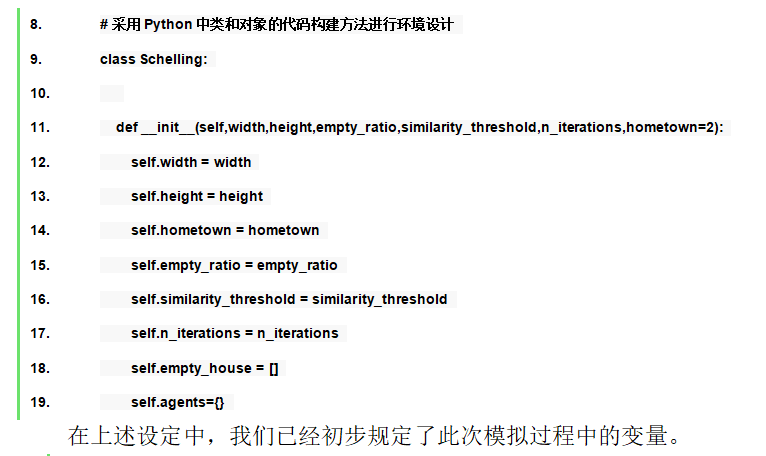 8. # 采用 Python 中类和对象的代码构建方法进行环境设计
9. class Schelling:
10.
11. def __init__(self,width,height,empty_ratio,similarity_threshold,n_iterations,hometown=2):
12. self.width = width
13. self.height = height
14. self.hometown = hometown
15. self.empty_ratio = empty_ratio
16. self.similarity_threshold = similarity_threshold
17. self.n_iterations = n_iterations
18. self.empty_house = []
19. self.agents={}
在上述设定中，我们已经初步规定了此次模拟过程中的变量。